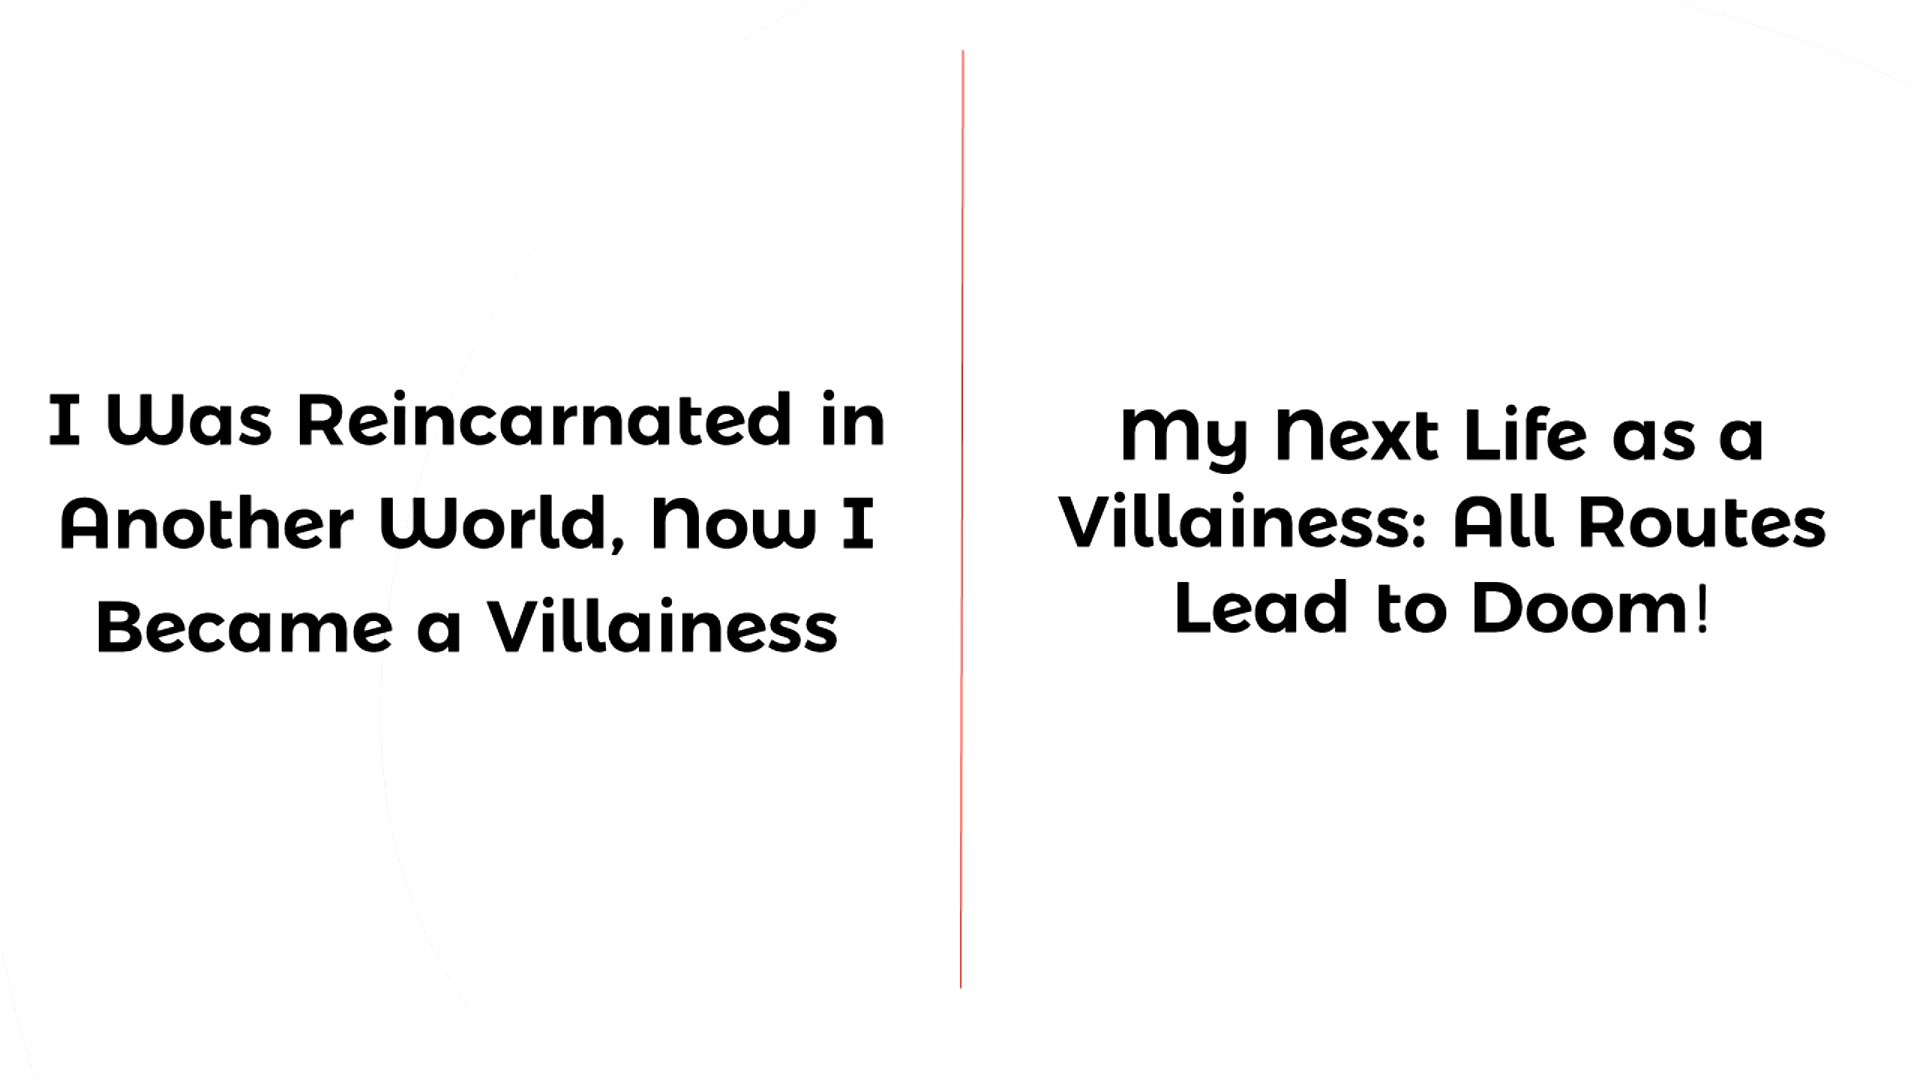 I Was Reincarnated in
Another World, Now I
Became a Villainess
My Next Life as a
Villainess: All Routes
Lead to Doom!